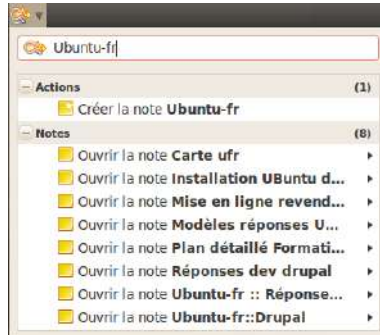 Ubuntu-fr
Actions (1)
Créer la note Ubuntu-fr
Notes (8)
Ouvrir la note Carte ufr
Ouvrir la note Installation UBuntu d...
Ouvrir la note Mise en ligne revend...
Ouvrir la note Modèles réponses U...
Ouvrir la note Plan détaillé Formati...
Ouvrir la note Réponses dev drupal
Ouvrir la note Ubuntu-fr :: Réponse...
Ouvrir la note Ubuntu-fr::Drupal